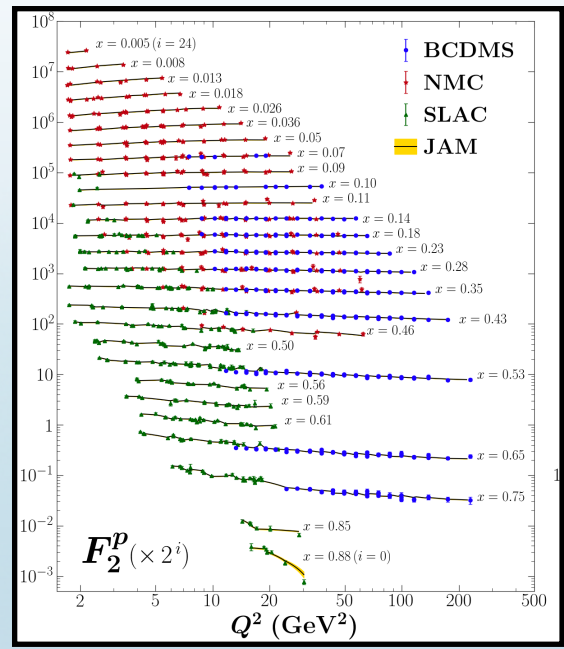 10^8
x = 0.005 (i = 24)
10^7
x = 0.008
x = 0.013
x = 0.018
10^6
x = 0.026
x = 0.036
x = 0.05
x = 0.07
10^5
x = 0.09
x = 0.10
x = 0.11
10^4
x = 0.14
x = 0.18
x = 0.23
10^3
x = 0.28
x = 0.35
x = 0.43
10^2
x = 0.46
x = 0.50
10
x = 0.53
x = 0.56
x = 0.59
1
x = 0.61
x = 0.65
10^−1
x = 0.75
1
10^−2
x = 0.85
x = 0.88 (i = 0)
10^−3
BCDMS
NMC
SLAC
JAM
F_2^p (× 2^i)
2 5 10 20 50 100 200 500
Q^2 (GeV^2)